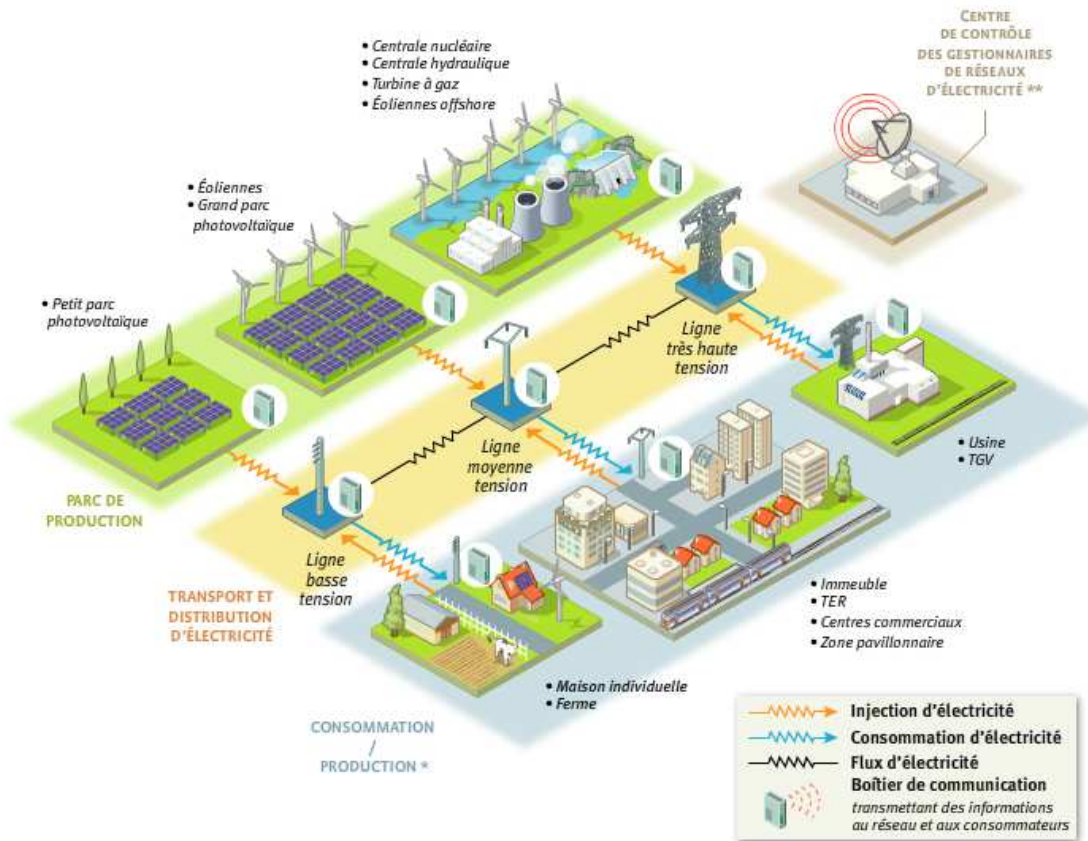 CENTRE
DE CONTRÔLE
DES GESTIONNAIRES
DE RÉSEAUX
D'ÉLECTRICITÉ **
• Centrale nucléaire
• Centrale hydraulique
• Turbine à gaz
• Éoliennes offshore
• Éoliennes
• Grand parc
photovoltaïque
• Petit parc
photovoltaïque
PARC DE
PRODUCTION
Ligne
très haute
tension
Ligne
moyenne
tension
Ligne
basse
tension
TRANSPORT ET
DISTRIBUTION
D'ÉLECTRICITÉ
• Usine
• TGV
• Immeuble
• TER
• Centres commerciaux
• Zone pavillonnaire
• Maison individuelle
• Ferme
CONSOMMATION
/
PRODUCTION *
Injection d'électricité
Consommation d'électricité
Flux d'électricité
Boîtier de communication
transmettant des informations
au réseau et aux consommateurs